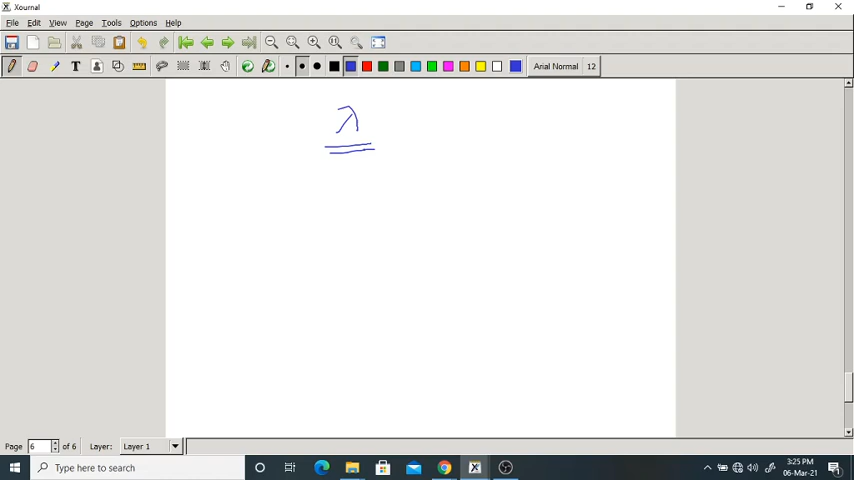 Xournal
File Edit View Page Tools Options Help
Arial Normal 12
λ
Page 6 of 6 Layer: Layer 1
Type here to search
3:25 PM
06-Mar-21